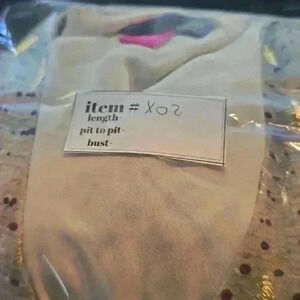 item # X02
length-
pit to pit-
bust-